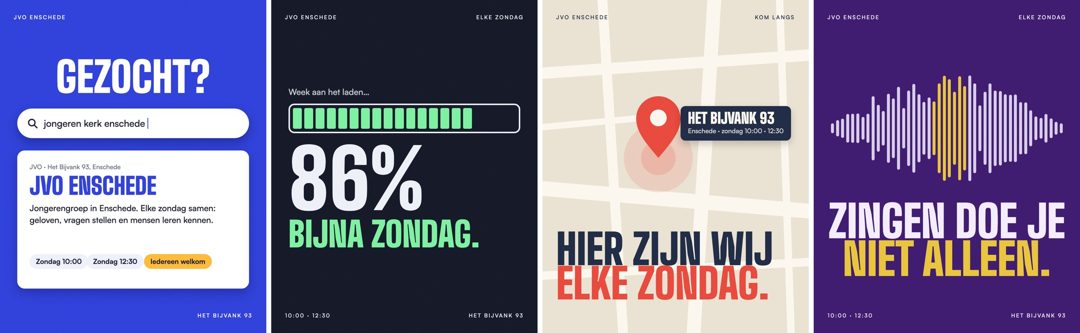 JVO ENSCHEDE
GEZOCHT?
jongeren kerk enschede
JVO · Het Bijvank 93, Enschede
JVO ENSCHEDE
Jongerengroep in Enschede. Elke zondag samen:
geloven, vragen stellen en mensen leren kennen.
Zondag 10:00 Zondag 12:30 Iedereen welkom
HET BIJVANK 93
JVO ENSCHEDE ELKE ZONDAG
Week aan het laden...
86%
BIJNA ZONDAG.
10:00 · 12:30 HET BIJVANK 93
JVO ENSCHEDE KOM LANGS
HET BIJVANK 93
Enschede · zondag 10:00 · 12:30
HIER ZIJN WIJ
ELKE ZONDAG.
JVO ENSCHEDE ELKE ZONDAG
ZINGEN DOE JE
NIET ALLEEN.
10:00 · 12:30 HET BIJVANK 93